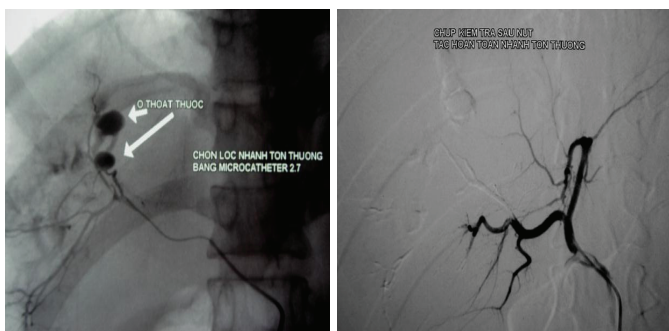 O THOAT THUOC
CHON LOC NHANH TON THUONG
BANG MICROCATHETER 2.7
CHUP KIEM TRA SAU NUT
TAC HOAN TOAN NHANH TON THUONG